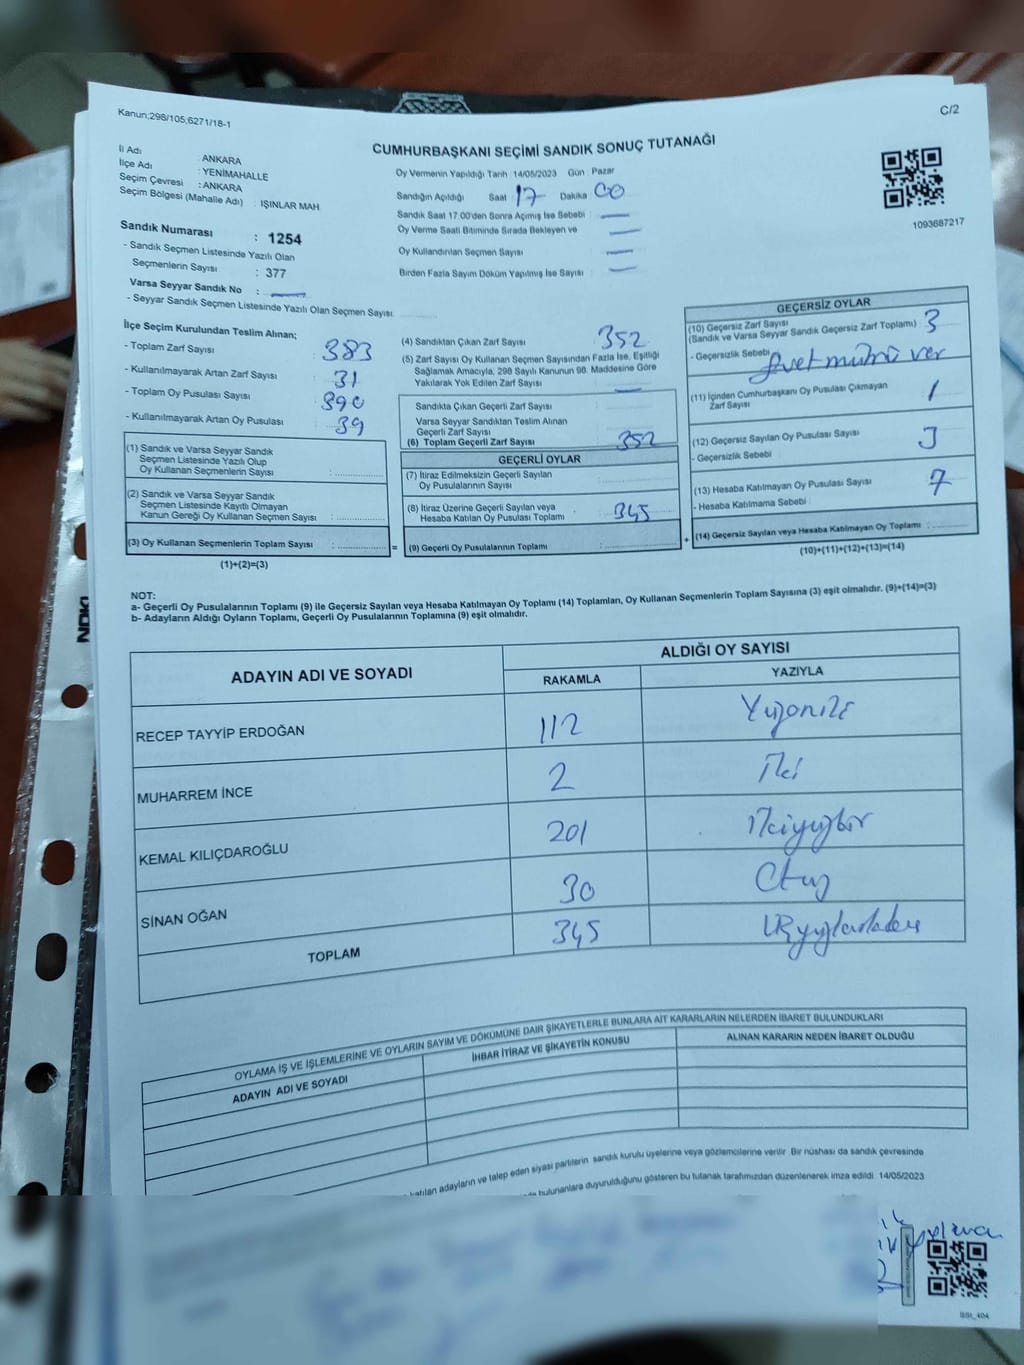 Kanun;298/105;6271/18-1
C/2
CUMHURBAŞKANI SEÇİMİ SANDIK SONUÇ TUTANAĞI
İl Adı : ANKARA
İlçe Adı : YENİMAHALLE
Seçim Çevresi : ANKARA
Seçim Bölgesi (Mahalle Adı) : IŞINLAR MAH
Sandık Numarası : 1254
- Sandık Seçmen Listesinde Yazılı Olan
Seçmenlerin Sayısı : 377
Varsa Seyyar Sandık No :
- Seyyar Sandık Seçmen Listesinde Yazılı Olan Seçmen Sayısı
Oy Vermenin Yapıldığı Tarih : 14/05/2023 Gün : Pazar
Sandığın Açıldığı Saat 17 Dakika 00
Sandık Saat 17.00'den Sonra Açımış İse Sebebi :
Oy Verme Saati Bitiminde Sırada Bekleyen ve
Oy Kullandırılan Seçmen Sayısı
Birden Fazla Sayım Döküm Yapılmış İse Sayısı
1093687217
İlçe Seçim Kurulundan Teslim Alınan;
- Toplam Zarf Sayısı : 383
- Kullanılmayarak Artan Zarf Sayısı : 31
- Toplam Oy Pusulası Sayısı : 390
- Kullanılmayarak Artan Oy Pusulası : 39
(1) Sandık ve Varsa Seyyar Sandık
Seçmen Listesinde Yazılı Olup
Oy Kullanan Seçmenlerin Sayısı :
(2) Sandık ve Varsa Seyyar Sandık
Seçmen Listesinde Kayıtlı Olmayan
Kanun Gereği Oy Kullanan Seçmen Sayısı :
(3) Oy Kullanan Seçmenlerin Toplam Sayısı :
(1)+(2)=(3)
(4) Sandıktan Çıkan Zarf Sayısı : 352
(5) Zarf Sayısı Oy Kullanan Seçmen Sayısından Fazla İse, Eşitliği
Sağlamak Amacıyla, 298 Sayılı Kanunun 98. Maddesine Göre
Yakılarak Yok Edilen Zarf Sayısı :
Sandıkta Çıkan Geçerli Zarf Sayısı :
Varsa Seyyar Sandıktan Teslim Alınan
Geçerli Zarf Sayısı :
(6) Toplam Geçerli Zarf Sayısı : 352
GEÇERLİ OYLAR
(7) İtiraz Edilmeksizin Geçerli Sayılan
Oy Pusulalarının Sayısı :
(8) İtiraz Üzerine Geçerli Sayılan veya
Hesaba Katılan Oy Pusulası Toplamı : 345
= (9) Geçerli Oy Pusulalarının Toplamı :
GEÇERSİZ OYLAR
(10) Geçersiz Zarf Sayısı
(Sandık ve Varsa Seyyar Sandık Geçersiz Zarf Toplamı) : 3
- Geçersizlik Sebebi : Evet mührü var
(11) İçinden Cumhurbaşkanı Oy Pusulası Çıkmayan
Zarf Sayısı : 1
(12) Geçersiz Sayılan Oy Pusulası Sayısı : 3
- Geçersizlik Sebebi :
(13) Hesaba Katılmayan Oy Pusulası Sayısı : 7
- Hesaba Katılmama Sebebi :
+ (14) Geçersiz Sayılan veya Hesaba Katılmayan Oy Toplamı :
(10)+(11)+(12)+(13)=(14)
NOT:
a- Geçerli Oy Pusulalarının Toplamı (9) ile Geçersiz Sayılan veya Hesaba Katılmayan Oy Toplamı (14) Toplamları, Oy Kullanan Seçmenlerin Toplam Sayısına (3) eşit olmalıdır. (9)+(14)=(3)
b- Adayların Aldığı Oyların Toplamı, Geçerli Oy Pusulalarının Toplamına (9) eşit olmalıdır.
ADAYIN ADI VE SOYADI
ALDIĞI OY SAYISI
RAKAMLA YAZIYLA
RECEP TAYYİP ERDOĞAN 112 Yüzoniki
MUHARREM İNCE 2 İki
KEMAL KILIÇDAROĞLU 201 ikiyüzbir
SİNAN OĞAN 30 Otuz
TOPLAM 345
OYLAMA İŞ VE İŞLEMLERİNE VE OYLARIN SAYIM VE DÖKÜMÜNE DAİR ŞİKAYETLERLE BUNLARA AİT KARARLARIN NELERDEN İBARET BULUNDUKLARI
ADAYIN ADI VE SOYADI
İHBAR İTİRAZ VE ŞİKAYETİN KONUSU
ALINAN KARARIN NEDEN İBARET OLDUĞU
katılan adayların ve talep eden siyasi partilerin sandık kurulu üyelerine veya gözlemcilerine verilir. Bir nüshası da sandık çevresinde
bulunanlara duyurulduğunu gösteren bu tutanak tarafımızdan düzenlenerek imza edildi. 14/05/2023